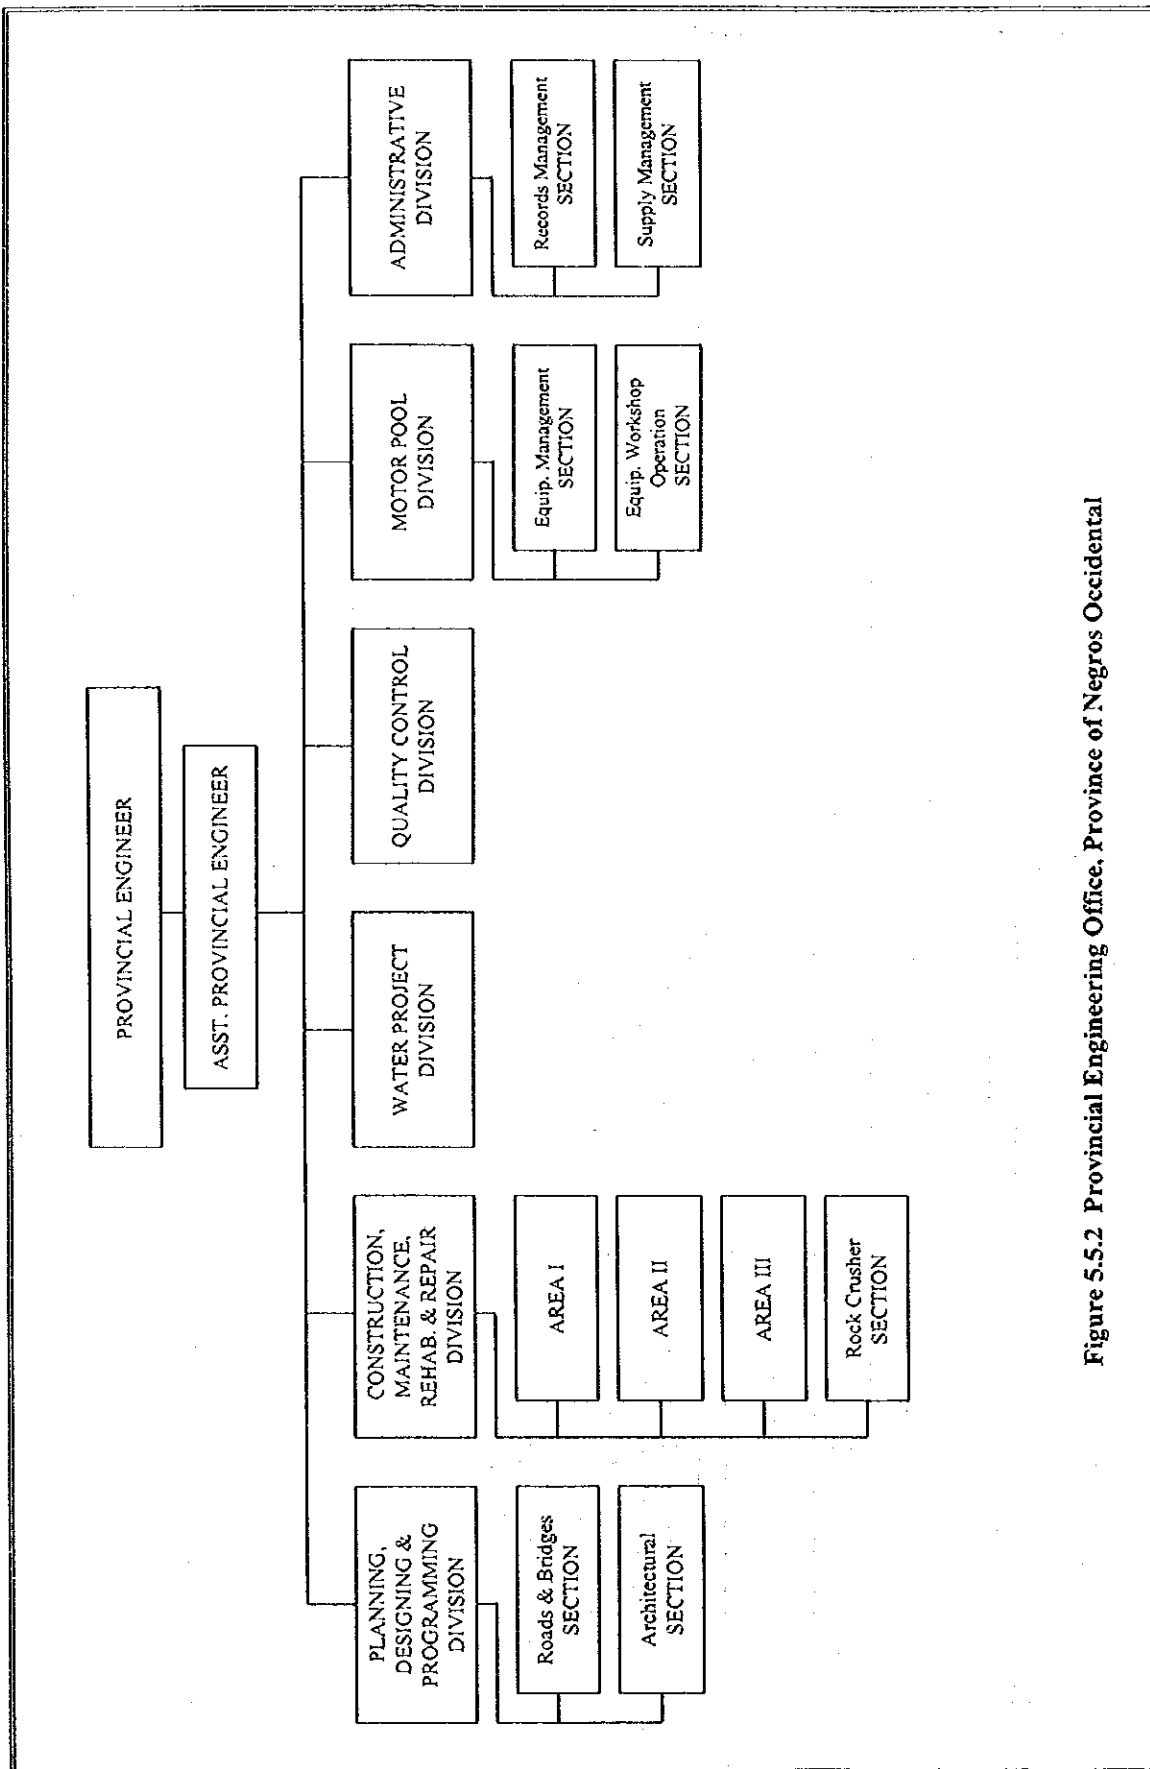 PROVINCIAL ENGINEER
ASST. PROVINCIAL ENGINEER
PLANNING,
DESIGNING &
PROGRAMMING
DIVISION
Roads & Bridges
SECTION
Architectural
SECTION
CONSTRUCTION,
MAINTENANCE,
REHAB. & REPAIR
DIVISION
AREA I
AREA II
AREA III
Rock Crusher
SECTION
WATER PROJECT
DIVISION
QUALITY CONTROL
DIVISION
MOTOR POOL
DIVISION
Equip. Management
SECTION
Equip. Workshop
Operation
SECTION
ADMINISTRATIVE
DIVISION
Records Management
SECTION
Supply Management
SECTION
Figure 5.5.2 Provincial Engineering Office, Province of Negros Occidental